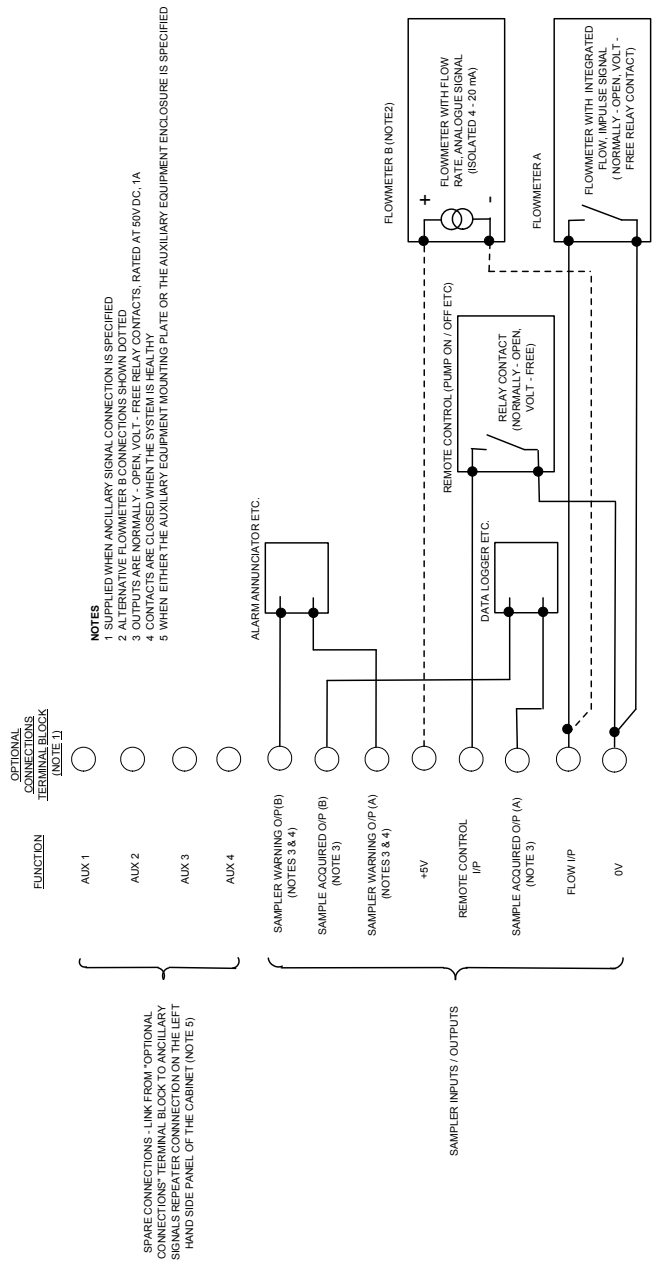 FUNCTION
OPTIONAL
CONNECTIONS
TERMINAL BLOCK
(NOTE 1)
NOTES
1 SUPPLIED WHEN ANCILLARY SIGNAL CONNECTION IS SPECIFIED
2 ALTERNATIVE FLOWMETER B CONNECTIONS SHOWN DOTTED
3 OUTPUTS ARE NORMALLY - OPEN, VOLT - FREE RELAY CONTACTS, RATED AT 50V DC, 1A
4 CONTACTS ARE CLOSED WHEN THE SYSTEM IS HEALTHY
5 WHEN EITHER THE AUXILIARY EQUIPMENT MOUNTING PLATE OR THE AUXILIARY EQUIPMENT ENCLOSURE IS SPECIFIED
SPARE CONNECTIONS - LINK FROM "OPTIONAL
CONNECTIONS" TERMINAL BLOCK TO ANCILLARY
SIGNALS REPEATER CONNNECTION ON THE LEFT
HAND SIDE PANEL OF THE CABINET (NOTE 5)
AUX 1
AUX 2
AUX 3
AUX 4
SAMPLER INPUTS / OUTPUTS
SAMPLER WARNING O/P(B)
(NOTES 3 & 4)
SAMPLE ACQUIRED O/P (B)
(NOTE 3)
SAMPLER WARNING O/P (A)
(NOTES 3 & 4)
+5V
REMOTE CONTROL
I/P
SAMPLE ACQUIRED O/P (A)
(NOTE 3)
FLOW I/P
0V
ALARM ANNUNCIATOR ETC.
DATA LOGGER ETC.
REMOTE CONTROL (PUMP ON / OFF ETC)
RELAY CONTACT
(NORMALLY - OPEN,
VOLT - FREE)
FLOWMETER B (NOTE2)
+
-
FLOWMETER WITH FLOW
RATE, ANALOGUE SIGNAL
(ISOLATED 4 - 20 mA)
FLOWMETER A
FLOWMETER WITH INTEGRATED
FLOW, IMPULSE SIGNAL
( NORMALLY - OPEN, VOLT -
FREE RELAY CONTACT)